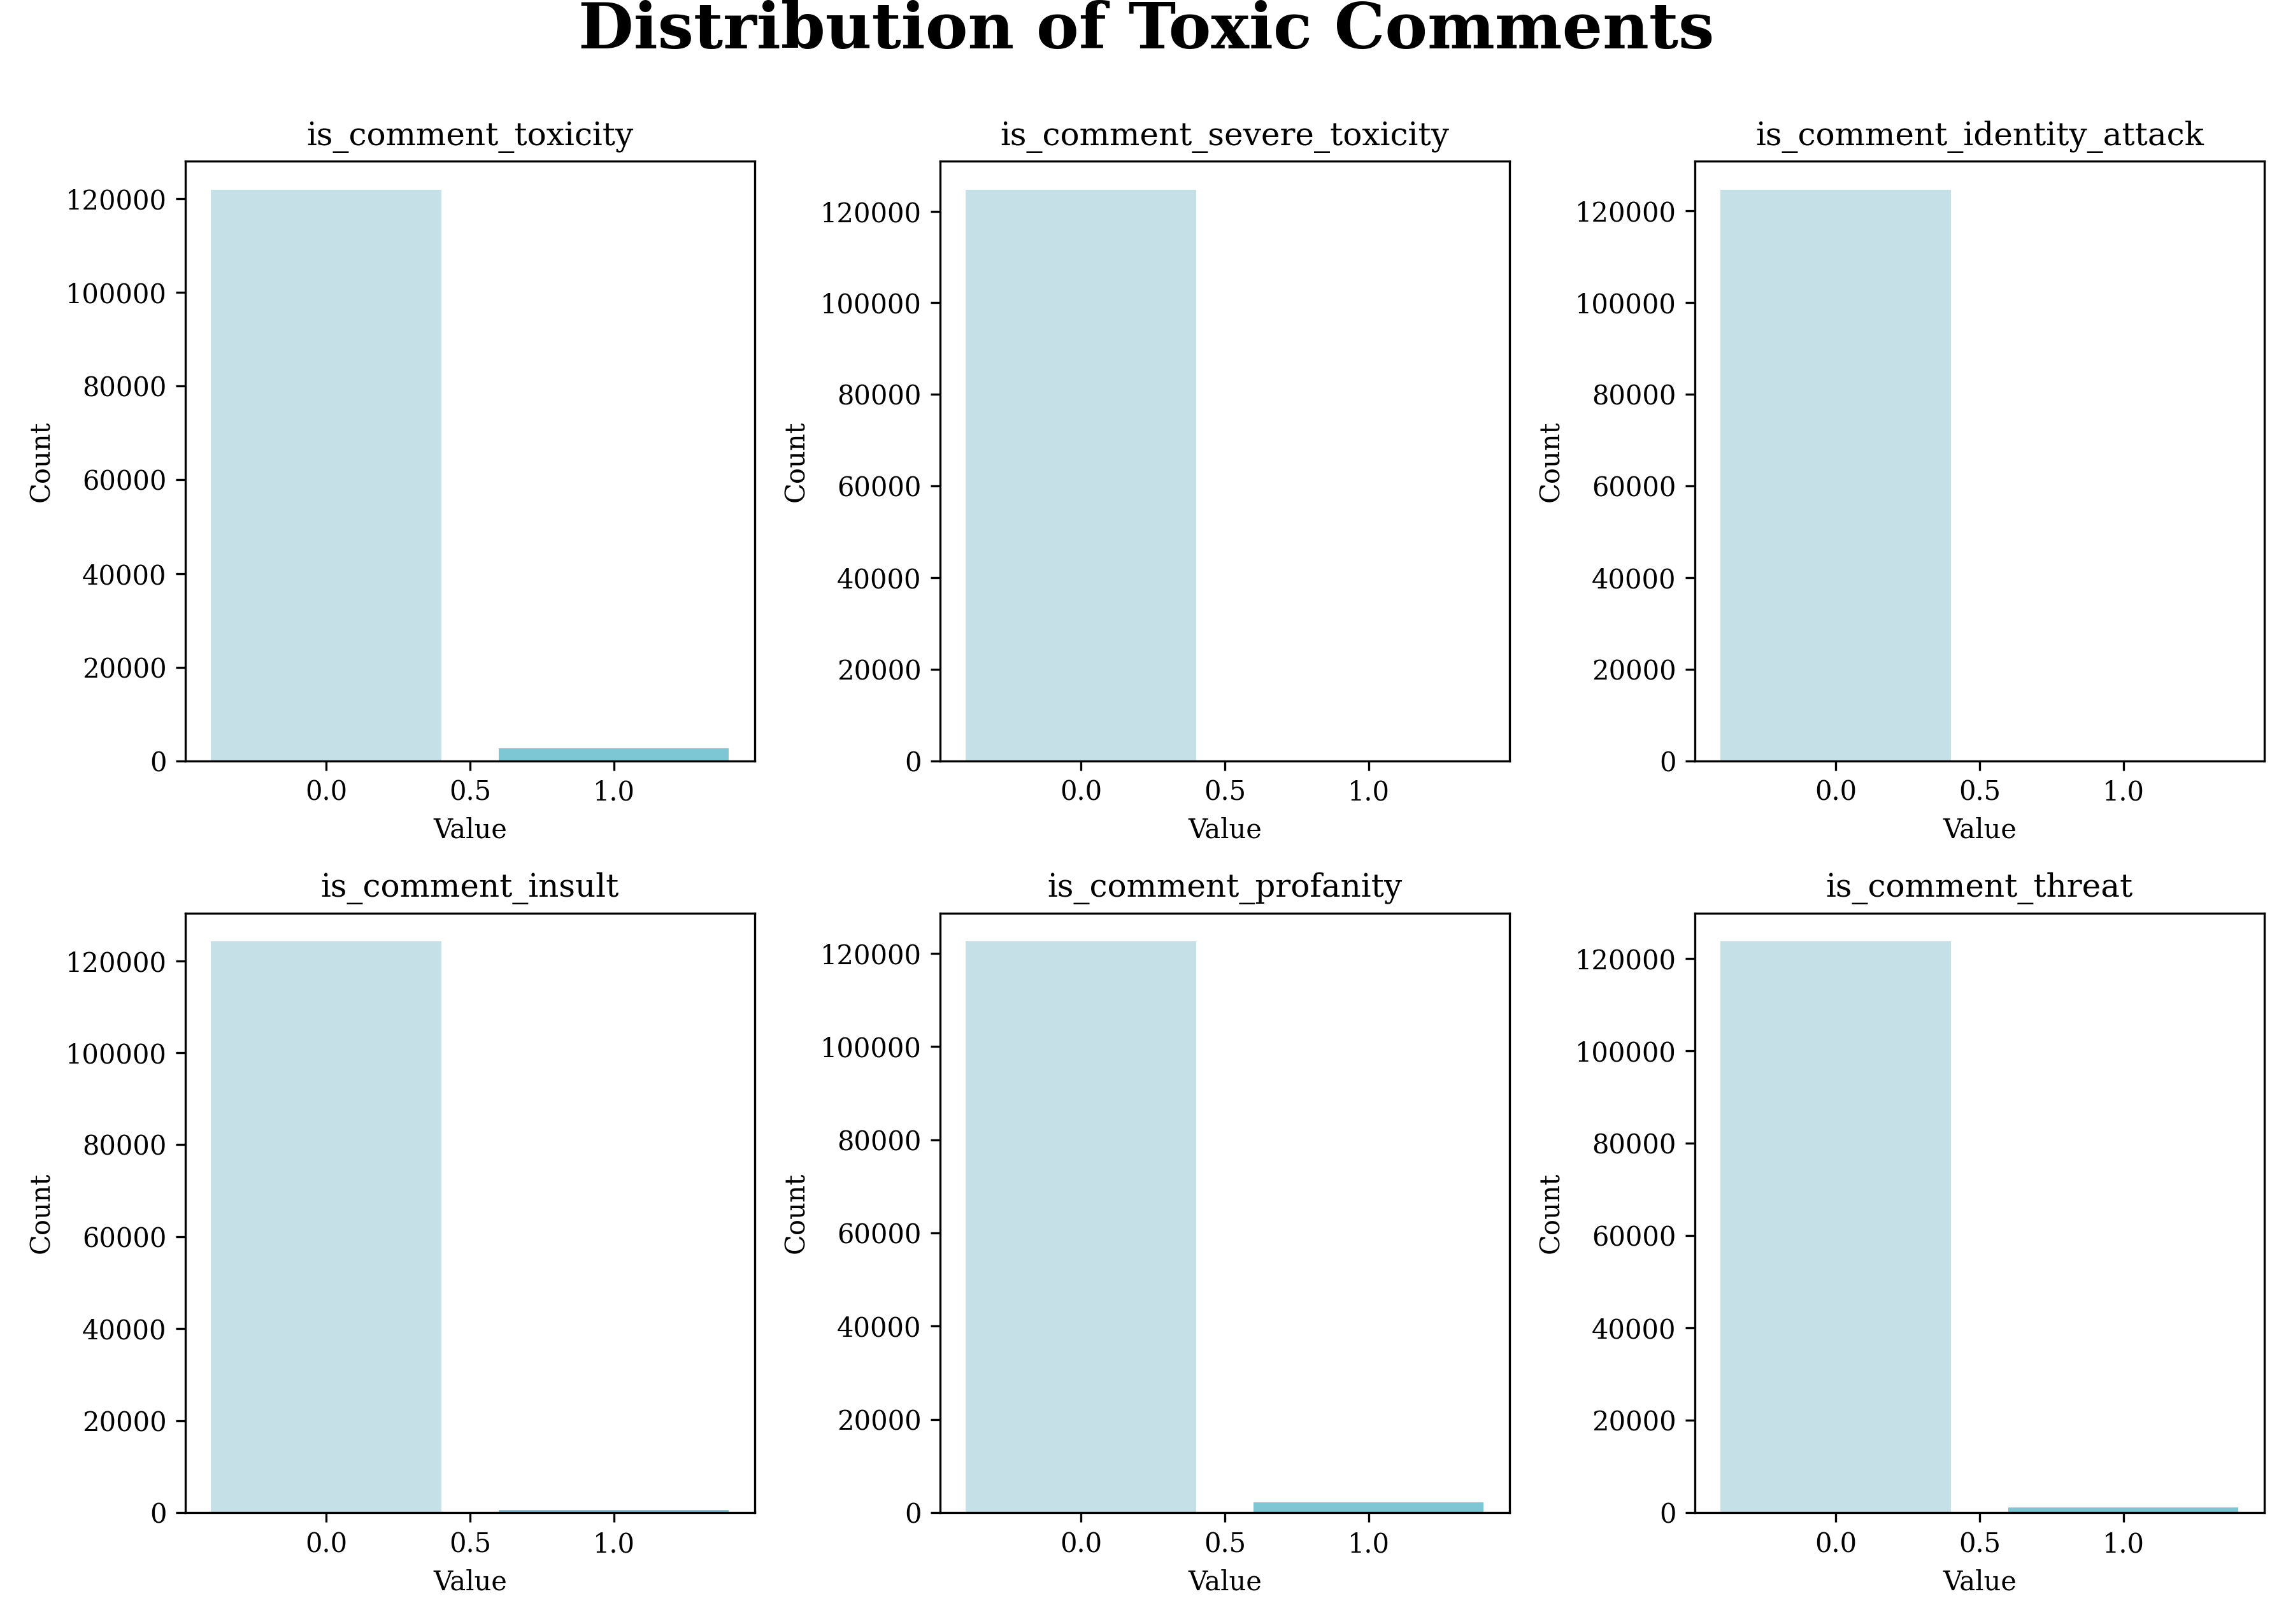 Distribution of Toxic Comments
is_comment_toxicity
120000
100000
80000
60000
40000
20000
0
Count
0.0 0.5 1.0
Value
is_comment_severe_toxicity
120000
100000
80000
60000
40000
20000
0
Count
0.0 0.5 1.0
Value
is_comment_identity_attack
120000
100000
80000
60000
40000
20000
0
Count
0.0 0.5 1.0
Value
is_comment_insult
120000
100000
80000
60000
40000
20000
0
Count
0.0 0.5 1.0
Value
is_comment_profanity
120000
100000
80000
60000
40000
20000
0
Count
0.0 0.5 1.0
Value
is_comment_threat
120000
100000
80000
60000
40000
20000
0
Count
0.0 0.5 1.0
Value